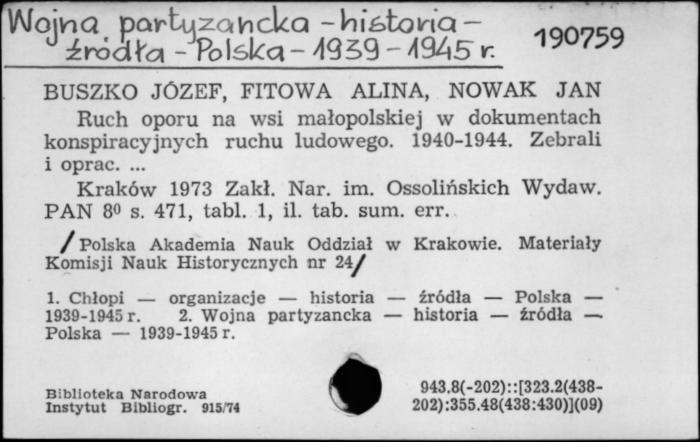 Wojna partyzancka - historia -
źródła - Polska - 1939 - 1945 r.
190759
BUSZKO JÓZEF, FITOWA ALINA, NOWAK JAN
Ruch oporu na wsi małopolskiej w dokumentach
konspiracyjnych ruchu ludowego. 1940-1944. Zebrali
i oprac. ...
Kraków 1973 Zakł. Nar. im. Ossolińskich Wydaw.
PAN 8⁰ s. 471, tabl. 1, il. tab. sum. err.
/Polska Akademia Nauk Oddział w Krakowie. Materiały
Komisji Nauk Historycznych nr 24/
1. Chłopi — organizacje — historia — źródła — Polska —
1939-1945 r. 2. Wojna partyzancka — historia — źródła —
Polska — 1939-1945 r.
Biblioteka Narodowa
Instytut Bibliogr. 915/74
943.8(-202)::[323.2(438-
202):355.48(438:430)](09)